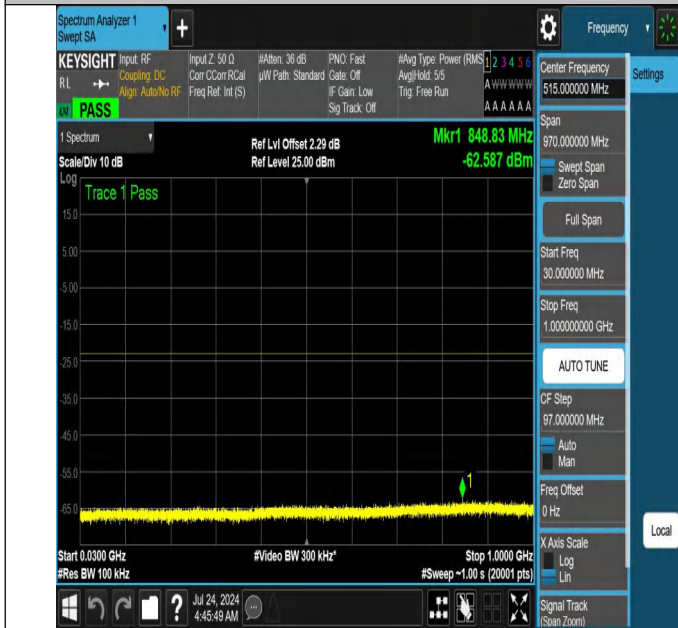 Spectrum Analyzer 1
Swept SA
+
Frequency
KEYSIGHT
RL
LXI
PASS
Input: RF
Coupling: DC
Align: Auto/No RF
Input Z: 50 Ω
Corr CCorr RCal
Freq Ref: Int (S)
#Atten: 36 dB
µW Path: Standard
PNO: Fast
Gate: Off
IF Gain: Low
Sig Track: Off
#Avg Type: Power (RMS
Avg|Hold: 5/5
Trig: Free Run
1 2 3 4 5 6
A W W W W W
A A A A A A
1 Spectrum
Scale/Div 10 dB
Ref Lvl Offset 2.29 dB
Ref Level 25.00 dBm
Mkr1 848.83 MHz
-62.587 dBm
Log
Trace 1 Pass
15.0
5.00
-5.00
-15.0
-25.0
-35.0
-45.0
-55.0
-65.0
1
Start 0.0300 GHz
#Res BW 100 kHz
#Video BW 300 kHz*
Stop 1.0000 GHz
#Sweep ~1.00 s (20001 pts)
Jul 24, 2024
4:45:49 AM
?
Center Frequency
515.000000 MHz
Settings
Span
970.000000 MHz
Swept Span
Zero Span
Full Span
Start Freq
30.000000 MHz
Stop Freq
1.000000000 GHz
AUTO TUNE
CF Step
97.000000 MHz
Auto
Man
Freq Offset
0 Hz
X Axis Scale
Log
Lin
Local
Signal Track
(Span Zoom)